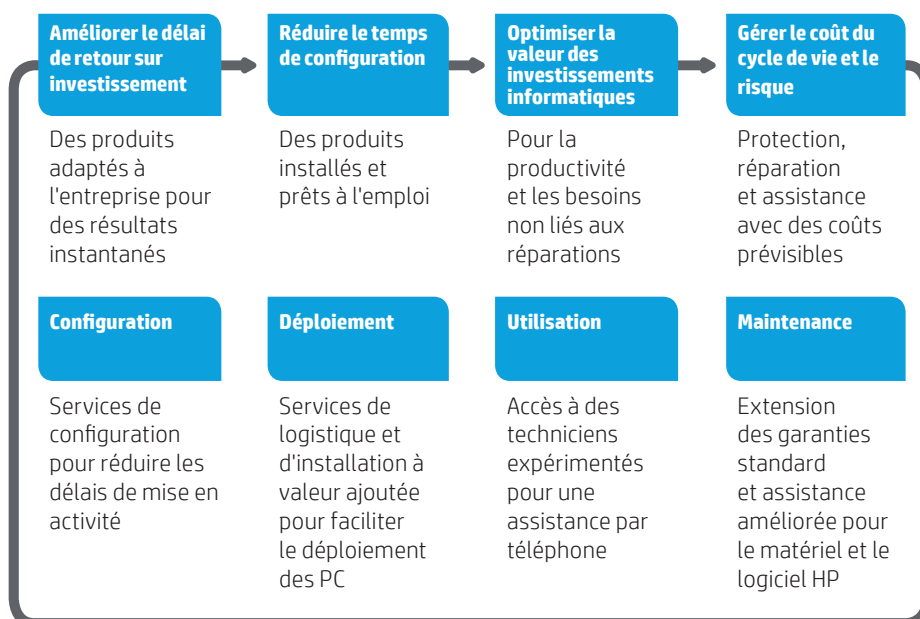 Améliorer le délai
de retour sur
investissement
Des produits
adaptés à
l'entreprise pour
des résultats
instantanés
Réduire le temps
de configuration
Des produits
installés et
prêts à l'emploi
Optimiser la
valeur des
investissements
informatiques
Pour la
productivité
et les besoins
non liés aux
réparations
Gérer le coût du
cycle de vie et le
risque
Protection,
réparation
et assistance
avec des coûts
prévisibles
Configuration
Services de
configuration
pour réduire les
délais de mise en
activité
Déploiement
Services de
logistique et
d'installation à
valeur ajoutée
pour faciliter
le déploiement
des PC
Utilisation
Accès à des
techniciens
expérimentés
pour une
assistance par
téléphone
Maintenance
Extension
des garanties
standard
et assistance
améliorée pour
le matériel et le
logiciel HP